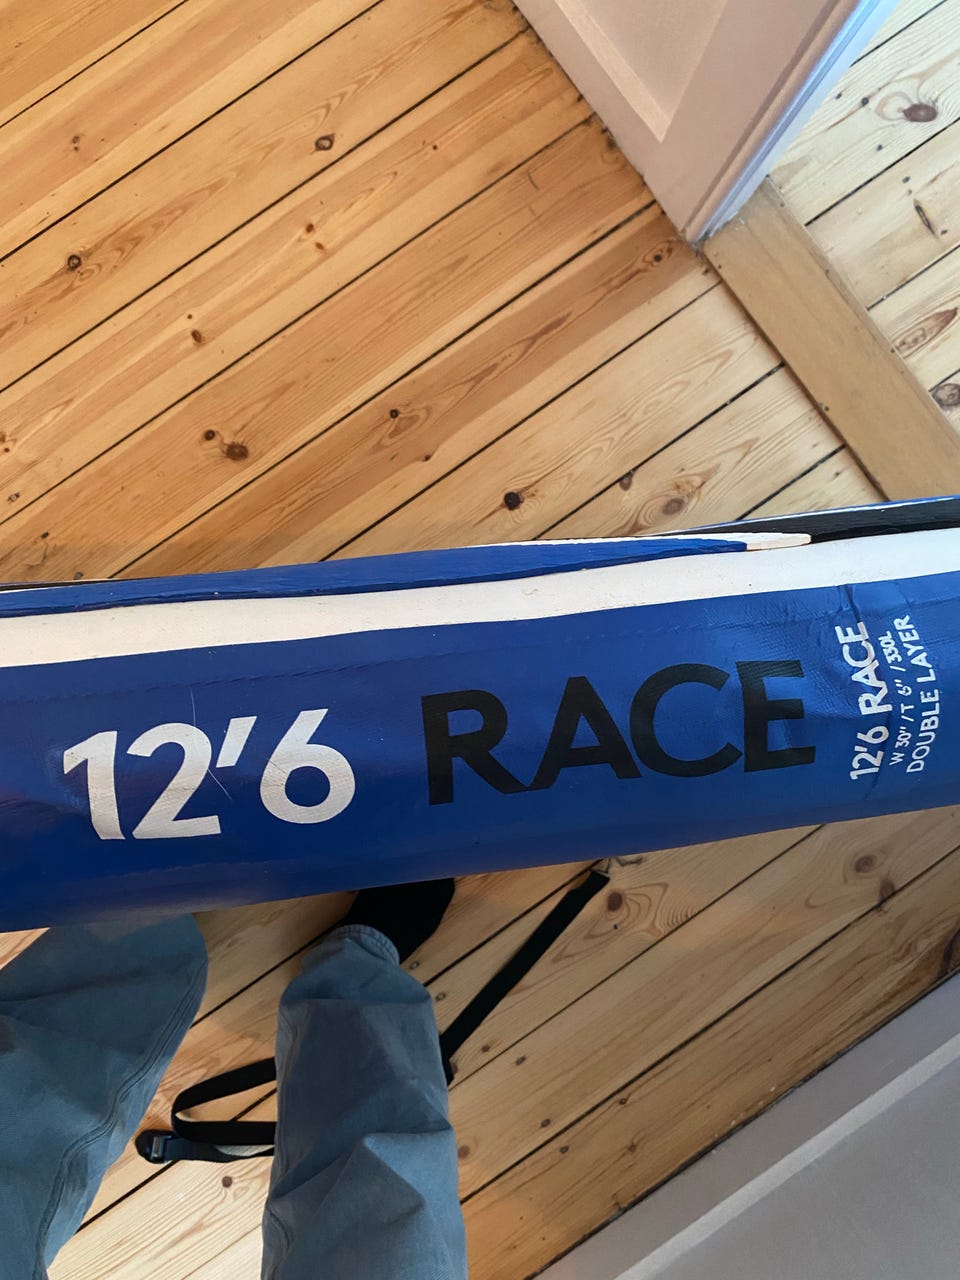 12'6 RACE
12'6 RACE
W 30" / T 6" / 330L
DOUBLE LAYER